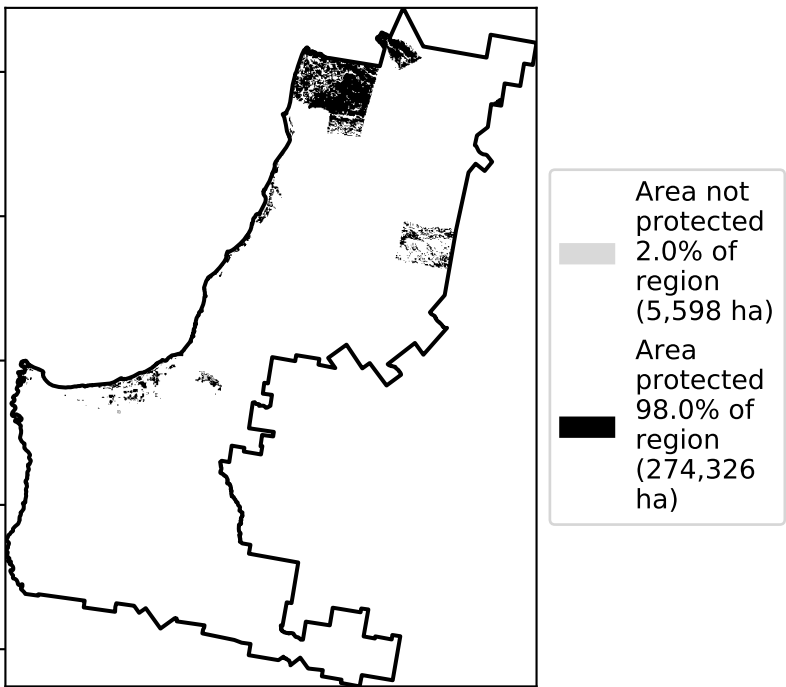 Area not
protected
2.0% of
region
(5,598 ha)
Area
protected
98.0% of
region
(274,326
ha)